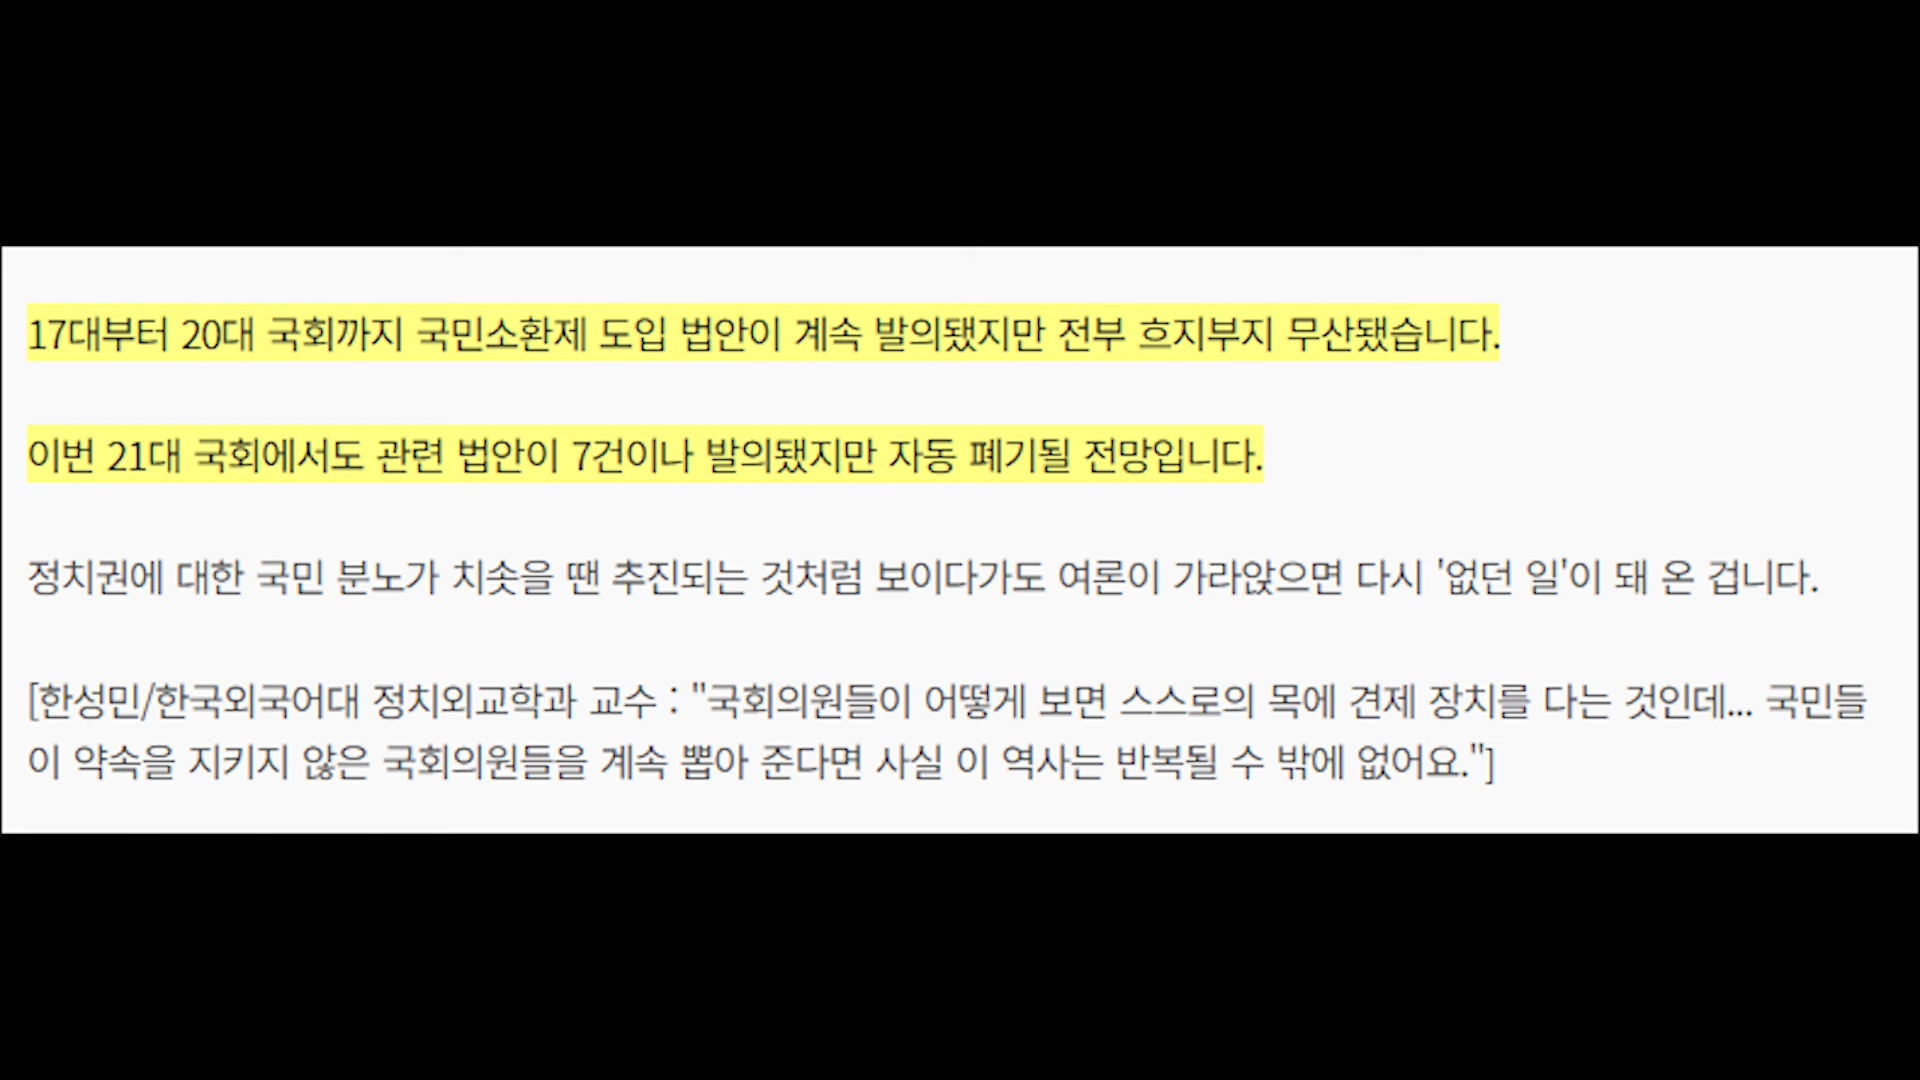 17대부터 20대 국회까지 국민소환제 도입 법안이 계속 발의됐지만 전부 흐지부지 무산됐습니다.
이번 21대 국회에서도 관련 법안이 7건이나 발의됐지만 자동 폐기될 전망입니다.
정치권에 대한 국민 분노가 치솟을 땐 추진되는 것처럼 보이다가도 여론이 가라앉으면 다시 '없던 일'이 돼 온 겁니다.
[한성민/한국외국어대 정치외교학과 교수 : "국회의원들이 어떻게 보면 스스로의 목에 견제 장치를 다는 것인데... 국민들
이 약속을 지키지 않은 국회의원들을 계속 뽑아 준다면 사실 이 역사는 반복될 수 밖에 없어요."]